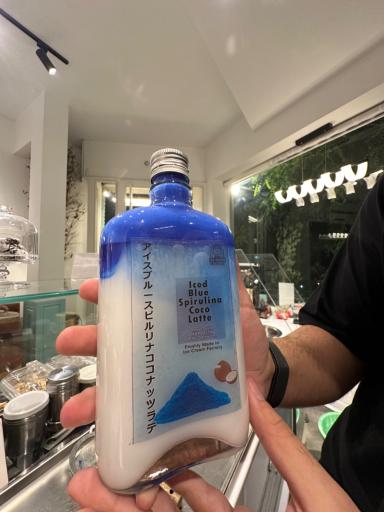 アイスブルースピルリナココナッツラテ
Iced
Blue
Spirulina
Coco
Latte
Freshly Made in
Ice Cream Factory